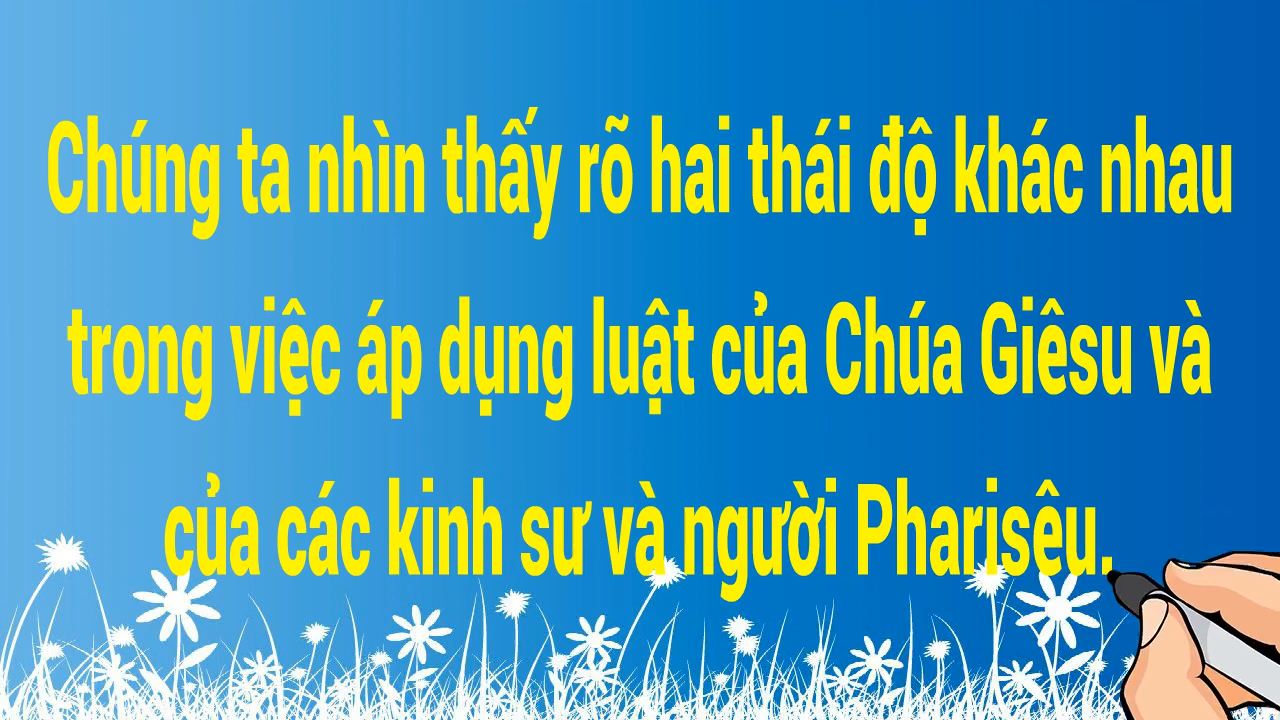 Chúng ta nhìn thấy rõ hai thái độ khác nhau
trong việc áp dụng luật của Chúa Giêsu và
của các kinh sư và người Pharisêu.